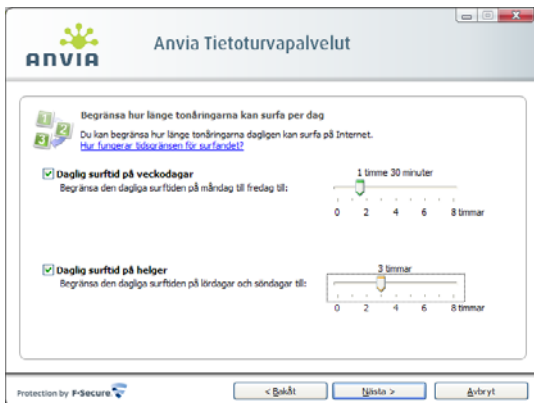 ANVIA
Anvia Tietoturvapalvelut
1
2
3
Begränsa hur länge tonåringarna kan surfa per dag
Du kan begränsa hur länge tonåringarna dagligen kan surfa på Internet.
Hur fungerar tidsgränsen för surfandet?
Daglig surftid på veckodagar
Begränsa den dagliga surftiden på måndag till fredag till:
1 timme 30 minuter
0 2 4 6 8 timmar
Daglig surftid på helger
Begränsa den dagliga surftiden på lördagar och söndagar till:
3 timmar
0 2 4 6 8 timmar
Protection by F-Secure.
< Bakåt
Nästa >
Avbryt